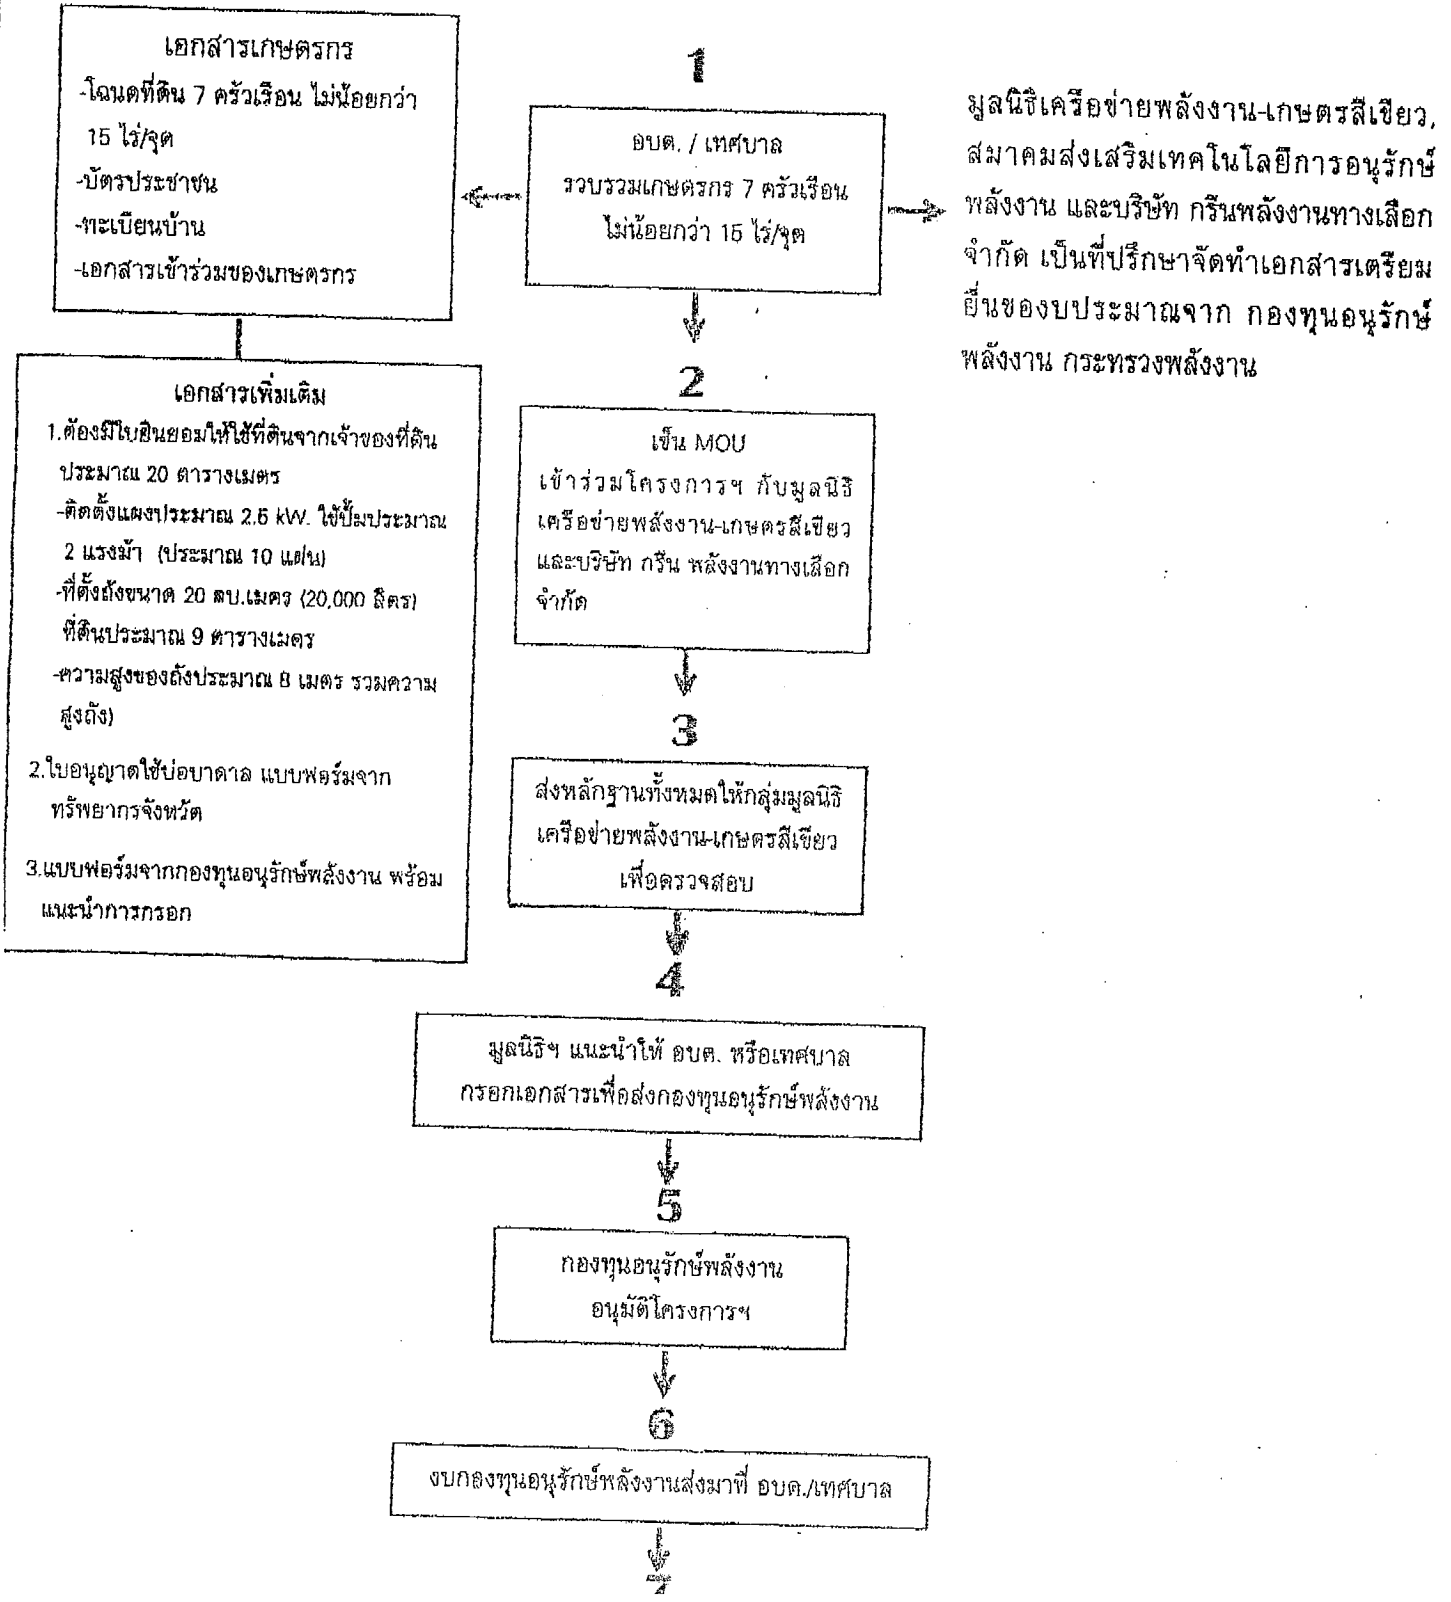 เอกสารเกษตรกร
-โฉนดที่ดิน 7 ครัวเรือน ไม่น้อยกว่า
15 ไร่/จุด
-บัตรประชาชน
-ทะเบียนบ้าน
-เอกสารเข้าร่วมของเกษตรกร
เอกสารเพิ่มเติม
1.ต้องมีใบยินยอมให้ใช้ที่ดินจากเจ้าของที่ดิน
ประมาณ 20 ตารางเมตร
-ติดตั้งแผงประมาณ 2.5 kW. ใช้ปั๊มประมาณ
2 แรงม้า (ประมาณ 10 แผ่น)
-ที่ตั้งถังขนาด 20 ลบ.เมตร (20,000 ลิตร)
ที่ดินประมาณ 9 ตารางเมตร
-ความสูงของถังประมาณ 8 เมตร รวมความ
สูงถัง)
2.ใบอนุญาตใช้บ่อบาดาล แบบฟอร์มจาก
ทรัพยากรจังหวัด
3.แบบฟอร์มจากกองทุนอนุรักษ์พลังงาน พร้อม
แนะนำการกรอก
1
อบต. / เทศบาล
รวบรวมเกษตรกร 7 ครัวเรือน
ไม่น้อยกว่า 15 ไร่/จุด
มูลนิธิเครือข่ายพลังงาน-เกษตรสีเขียว,
สมาคมส่งเสริมเทคโนโลยีการอนุรักษ์
พลังงาน และบริษัท กรีนพลังงานทางเลือก
จำกัด เป็นที่ปรึกษาจัดทำเอกสารเตรียม
ยื่นของบประมาณจาก กองทุนอนุรักษ์
พลังงาน กระทรวงพลังงาน
2
เซ็น MOU
เข้าร่วมโครงการฯ กับมูลนิธิ
เครือข่ายพลังงาน-เกษตรสีเขียว
และบริษัท กรีน พลังงานทางเลือก
จำกัด
3
ส่งหลักฐานทั้งหมดให้กลุ่มมูลนิธิ
เครือข่ายพลังงาน-เกษตรสีเขียว
เพื่อตรวจสอบ
4
มูลนิธิฯ แนะนำให้ อบต. หรือเทศบาล
กรอกเอกสารเพื่อส่งกองทุนอนุรักษ์พลังงาน
5
กองทุนอนุรักษ์พลังงาน
อนุมัติโครงการฯ
6
งบกองทุนอนุรักษ์พลังงานส่งมาที่ อบต./เทศบาล
7